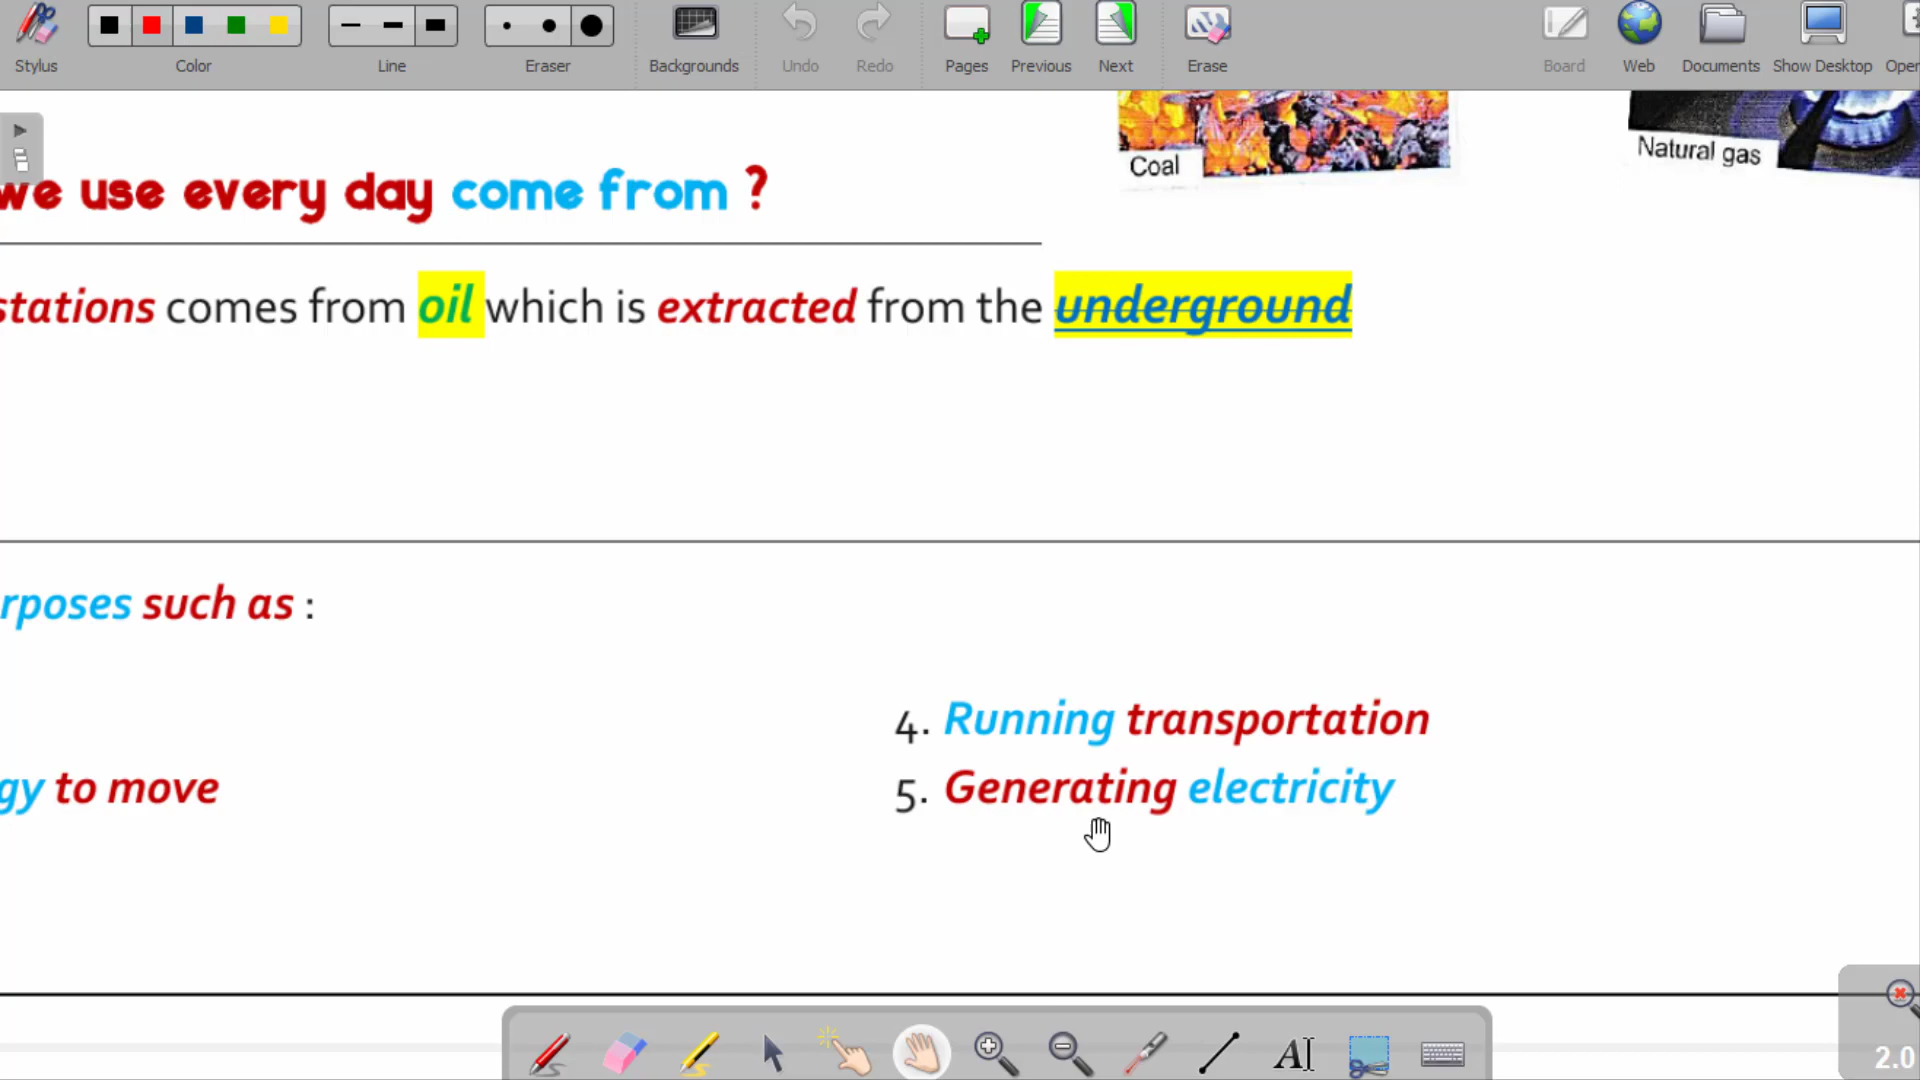 Stylus
Color
Line
Eraser
Backgrounds
Undo
Redo
Pages
Previous
Next
Erase
Board
Web
Documents
Show Desktop
Coal
Natural gas
we use every day come from ?
stations comes from oil which is extracted from the underground
rposes such as :
4. Running transportation
gy to move
5. Generating electricity
AI
2.0